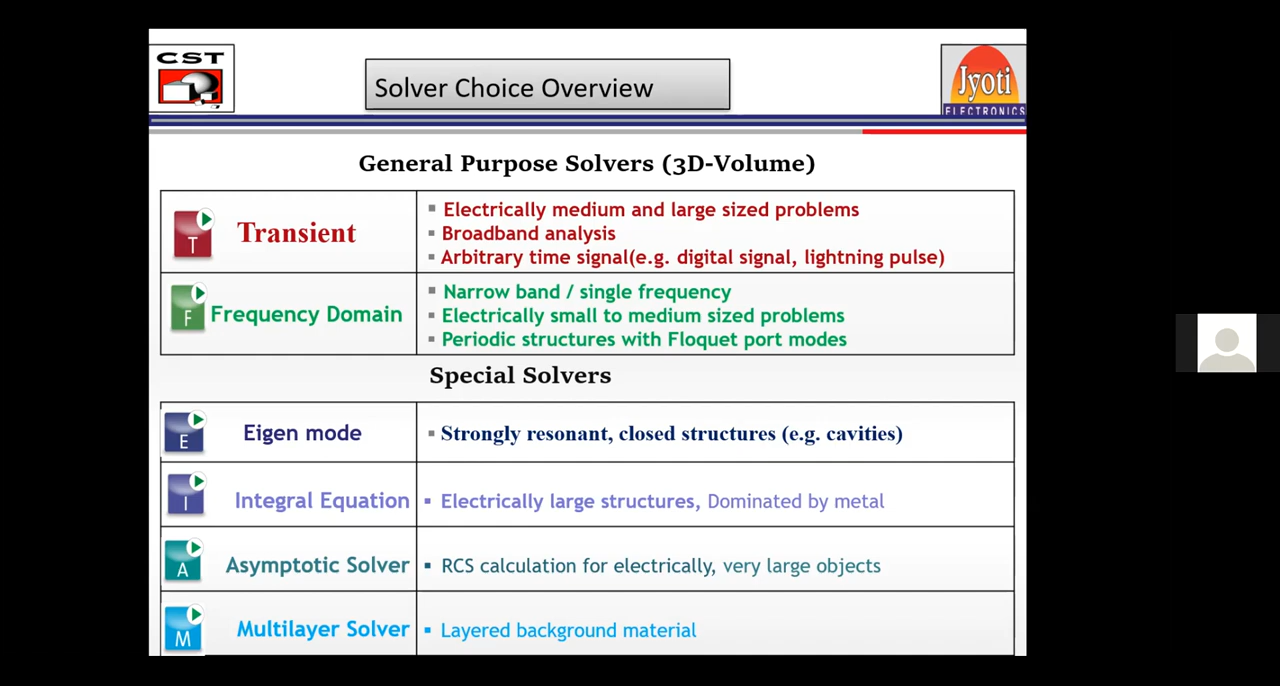 CST
Solver Choice Overview
Jyoti
ELECTRONICS
General Purpose Solvers (3D-Volume)
T
Transient
▪ Electrically medium and large sized problems
▪ Broadband analysis
▪ Arbitrary time signal(e.g. digital signal, lightning pulse)
F
Frequency Domain
▪ Narrow band / single frequency
▪ Electrically small to medium sized problems
▪ Periodic structures with Floquet port modes
Special Solvers
E
Eigen mode
▪ Strongly resonant, closed structures (e.g. cavities)
I
Integral Equation
▪ Electrically large structures, Dominated by metal
A
Asymptotic Solver
▪ RCS calculation for electrically, very large objects
M
Multilayer Solver
▪ Layered background material